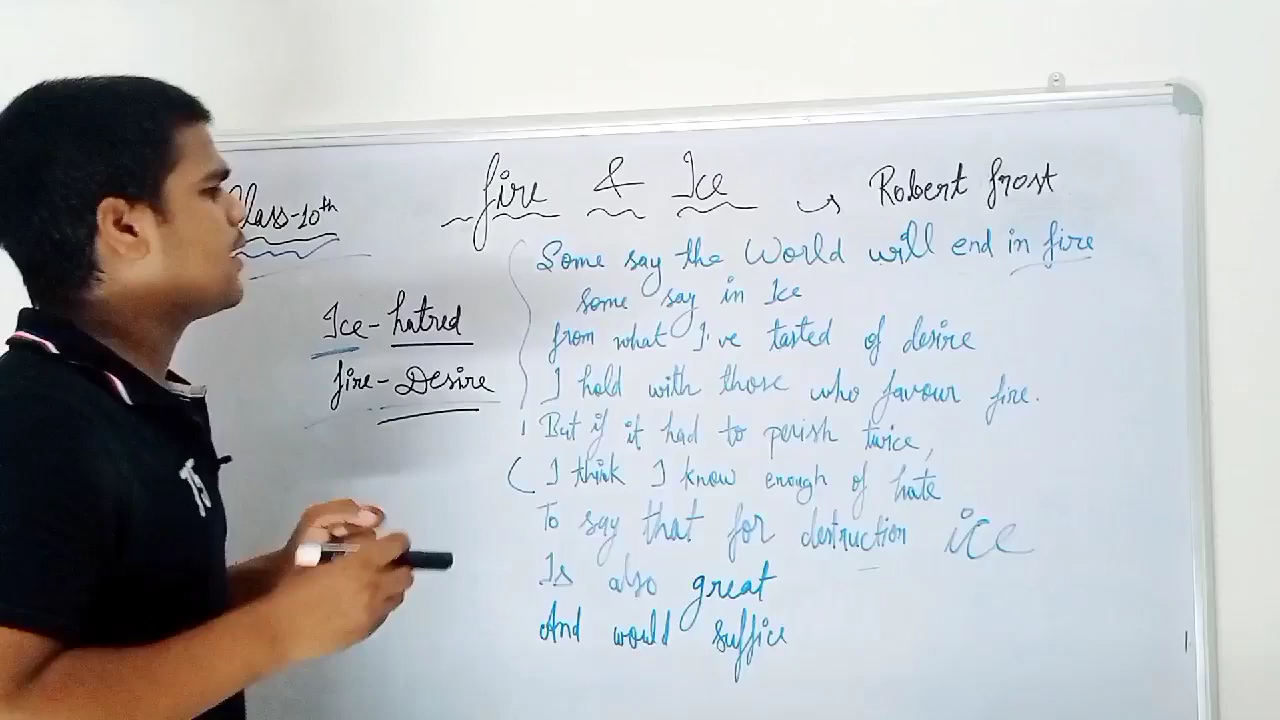 fire & Ice → Robert frost
Class-10th
Ice - hatred
fire - Desire
Some say the World will end in fire
some say in Ice
from what I've tasted of desire
I hold with those who favour fire.
But if it had to perish twice,
I think I know enough of hate
To say that for destruction ice
Is also great
And would suffice